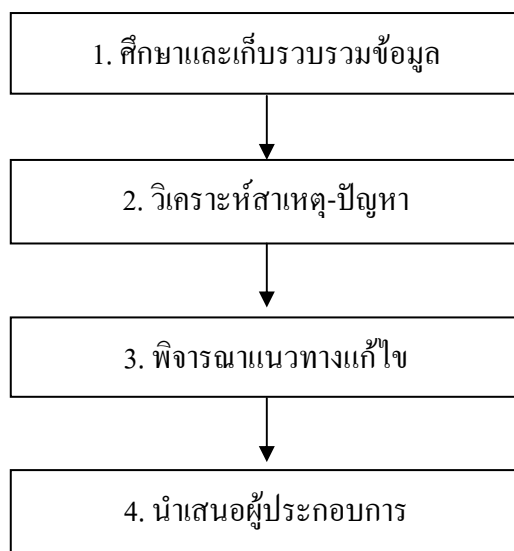 1. ศึกษาและเก็บรวบรวมข้อมูล
2. วิเคราะห์สาเหตุ-ปัญหา
3. พิจารณาแนวทางแก้ไข
4. นำเสนอผู้ประกอบการ